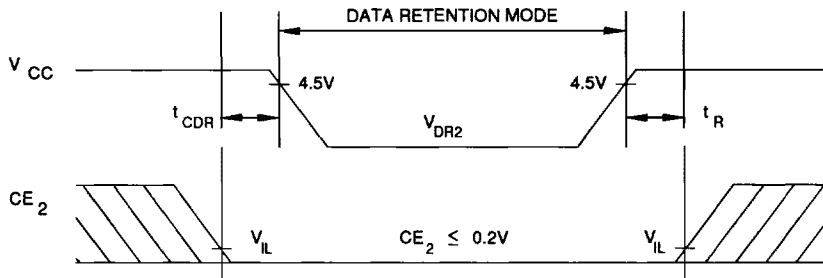 DATA RETENTION MODE
V CC
4.5V
4.5V
t CDR
V DR2
t R
CE 2
V IL
CE 2 ≤ 0.2V
V IL